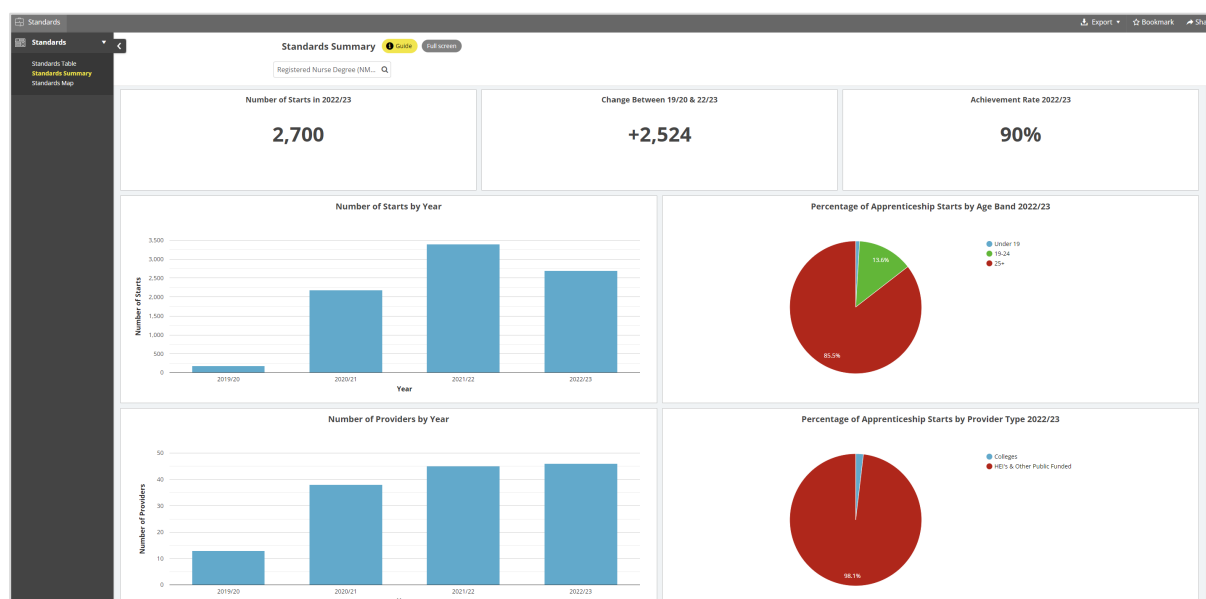 Standards
Export
Bookmark
Sha
Standards
Standards Table
Standards Summary
Standards Map
Standards Summary
Guide
Full screen
Registered Nurse Degree (NM...
Number of Starts in 2022/23
2,700
Change Between 19/20 & 22/23
+2,524
Achievement Rate 2022/23
90%
Number of Starts by Year
3,500
3,000
2,500
2,000
1,500
1,000
500
0
Number of Starts
2019/20
2020/21
2021/22
2022/23
Year
Percentage of Apprenticeship Starts by Age Band 2022/23
13.6%
85.5%
Under 19
19-24
25+
Number of Providers by Year
50
40
30
20
10
0
Number of Providers
2019/20
2020/21
2021/22
2022/23
Percentage of Apprenticeship Starts by Provider Type 2022/23
98.1%
Colleges
HEI's & Other Public Funded